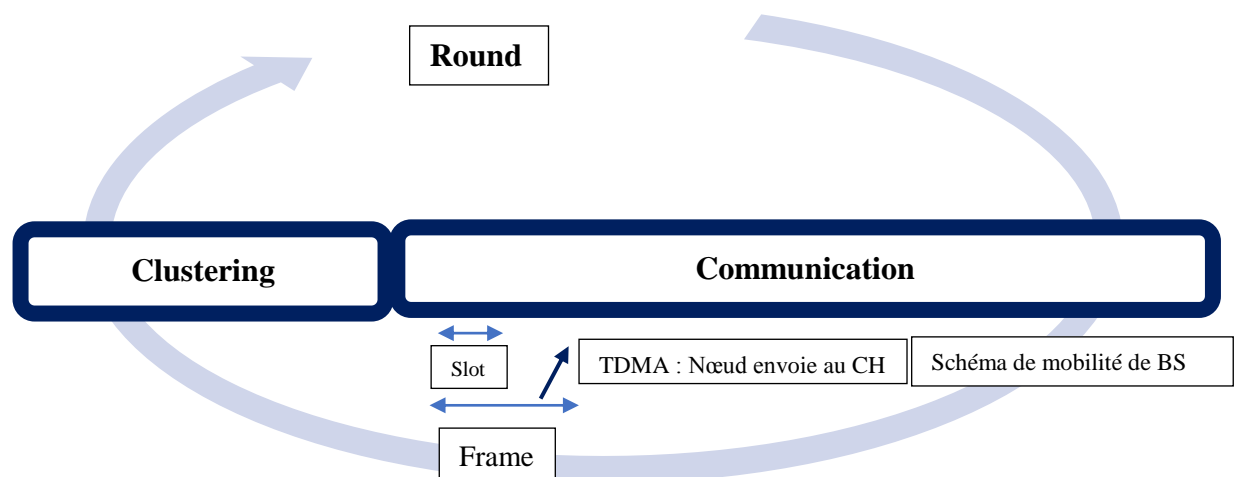 Round
Clustering
Communication
Slot
TDMA : Nœud envoie au CH
Schéma de mobilité de BS
Frame